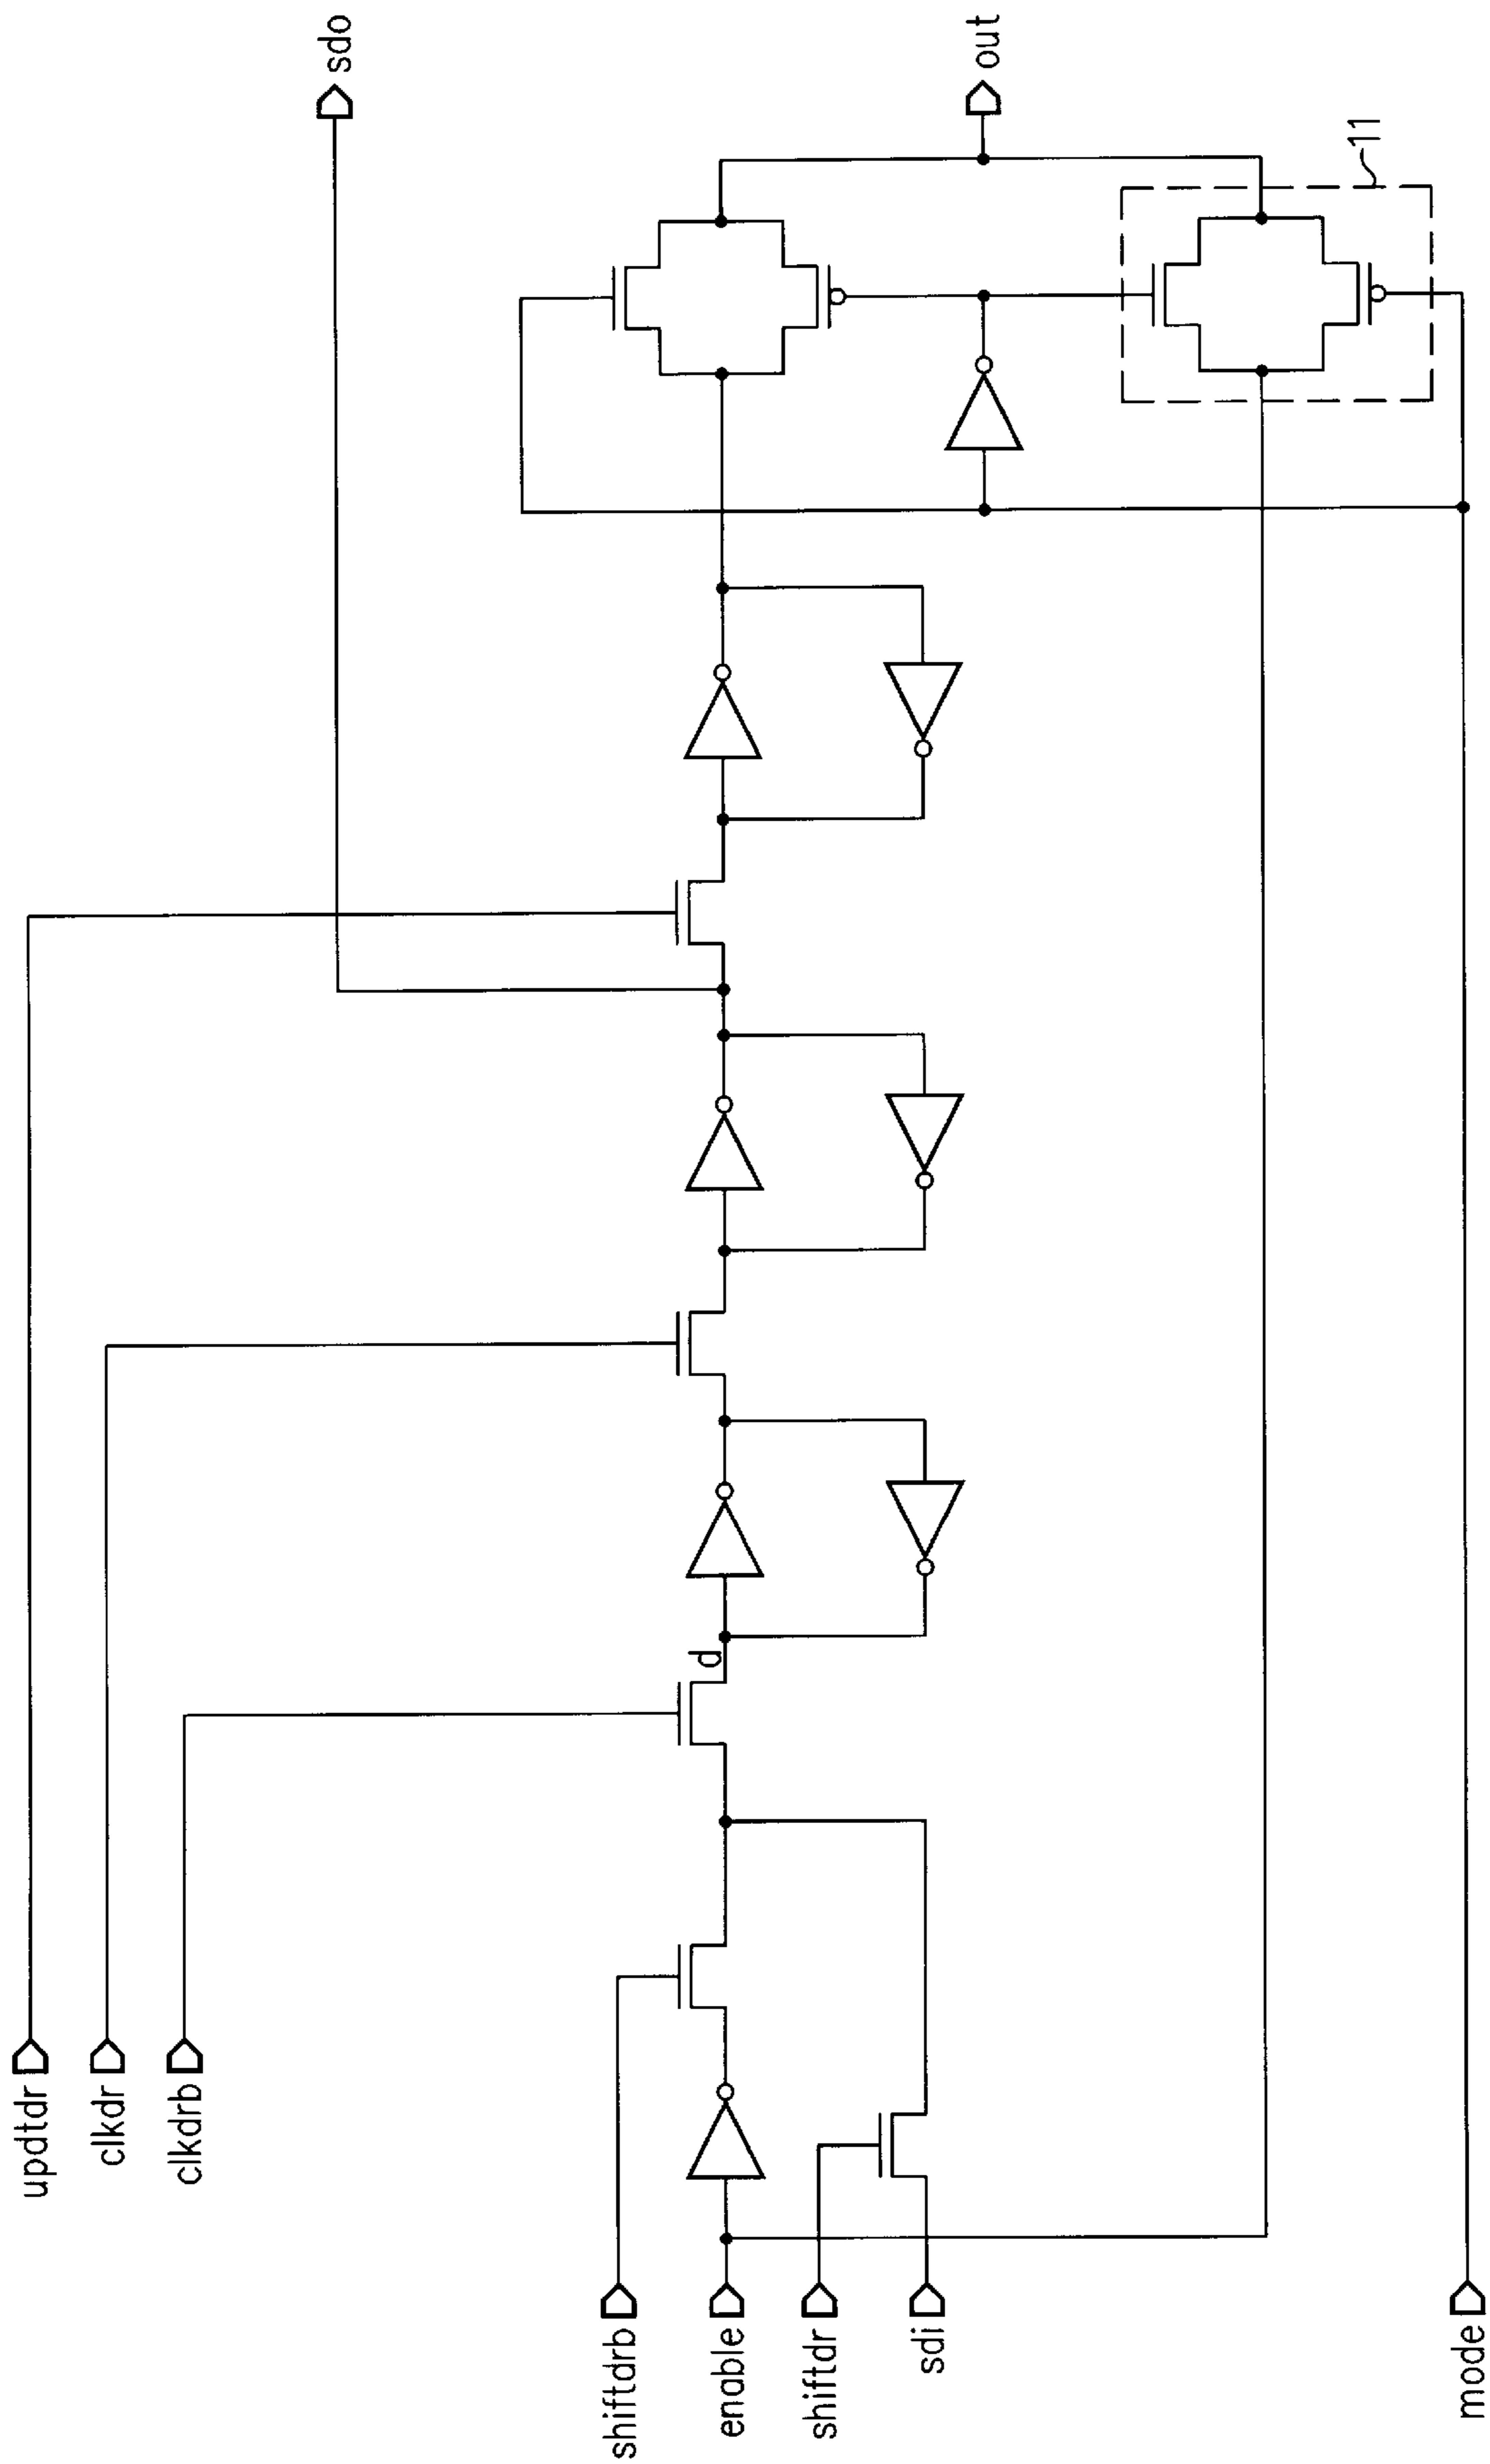 updtdr
clkdr
clkdrb
sdo
shiftdrb
enable
shiftdr
sdi
d
out
11
mode